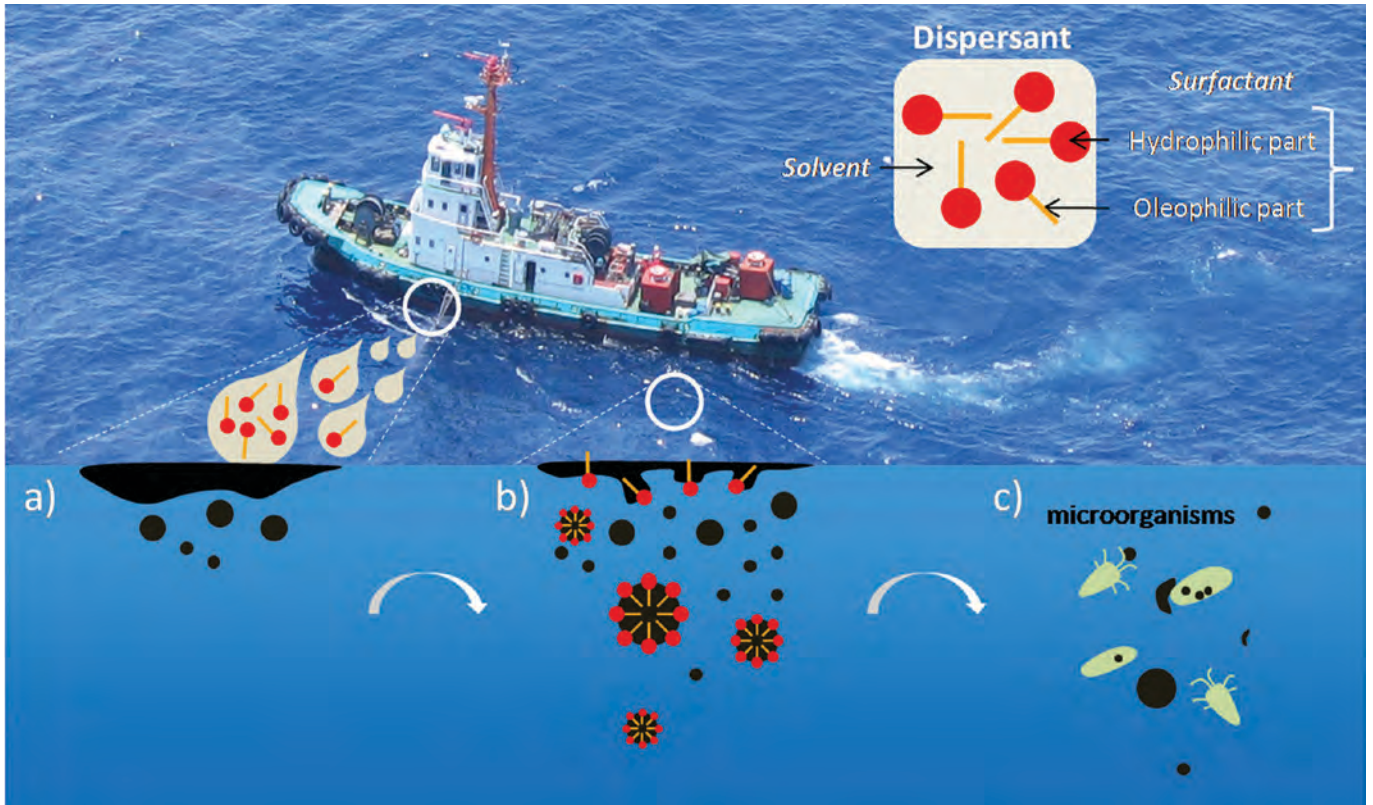 Dispersant
Surfactant
Hydrophilic part
Solvent
Oleophilic part
a)
b)
c)
microorganisms